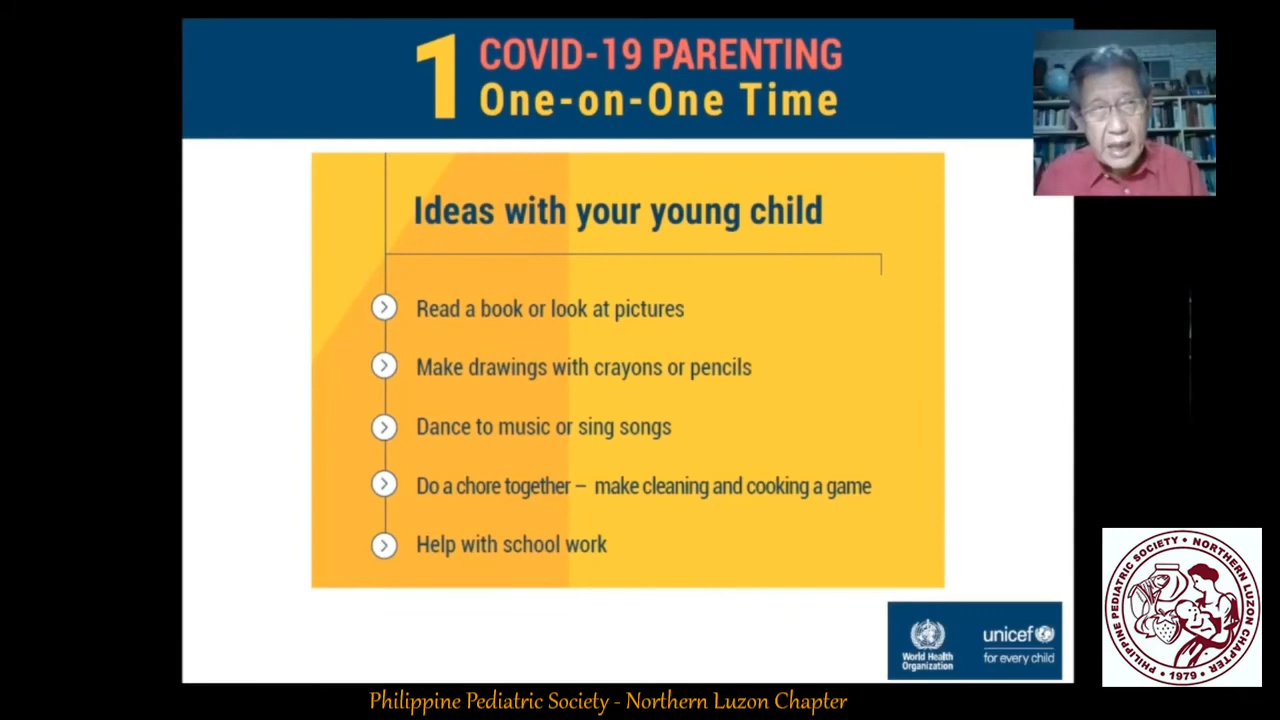 1 COVID-19 PARENTING
One-on-One Time
Ideas with your young child
Read a book or look at pictures
Make drawings with crayons or pencils
Dance to music or sing songs
Do a chore together – make cleaning and cooking a game
Help with school work
World Health
Organization
unicef
for every child
PHILIPPINE PEDIATRIC SOCIETY • NORTHERN LUZON CHAPTER
• 1979 •
Philippine Pediatric Society - Northern Luzon Chapter